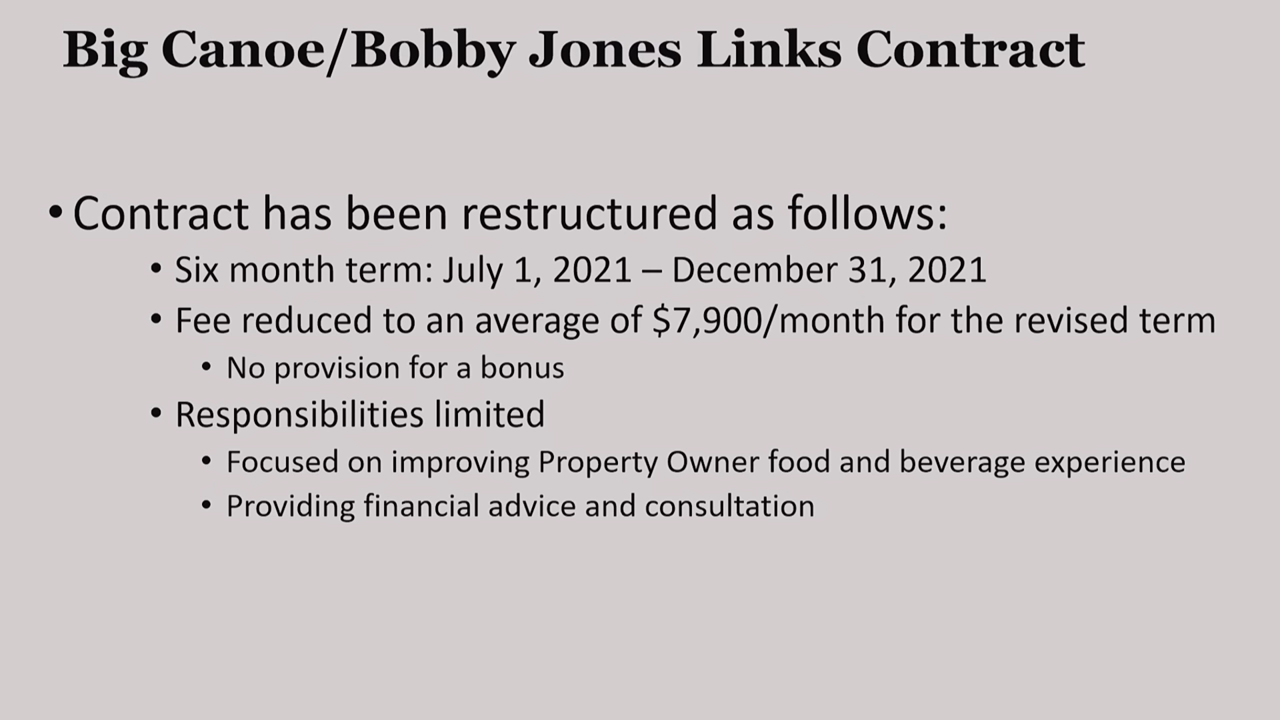 Big Canoe/Bobby Jones Links Contract
• Contract has been restructured as follows:
• Six month term: July 1, 2021 – December 31, 2021
• Fee reduced to an average of $7,900/month for the revised term
• No provision for a bonus
• Responsibilities limited
• Focused on improving Property Owner food and beverage experience
• Providing financial advice and consultation